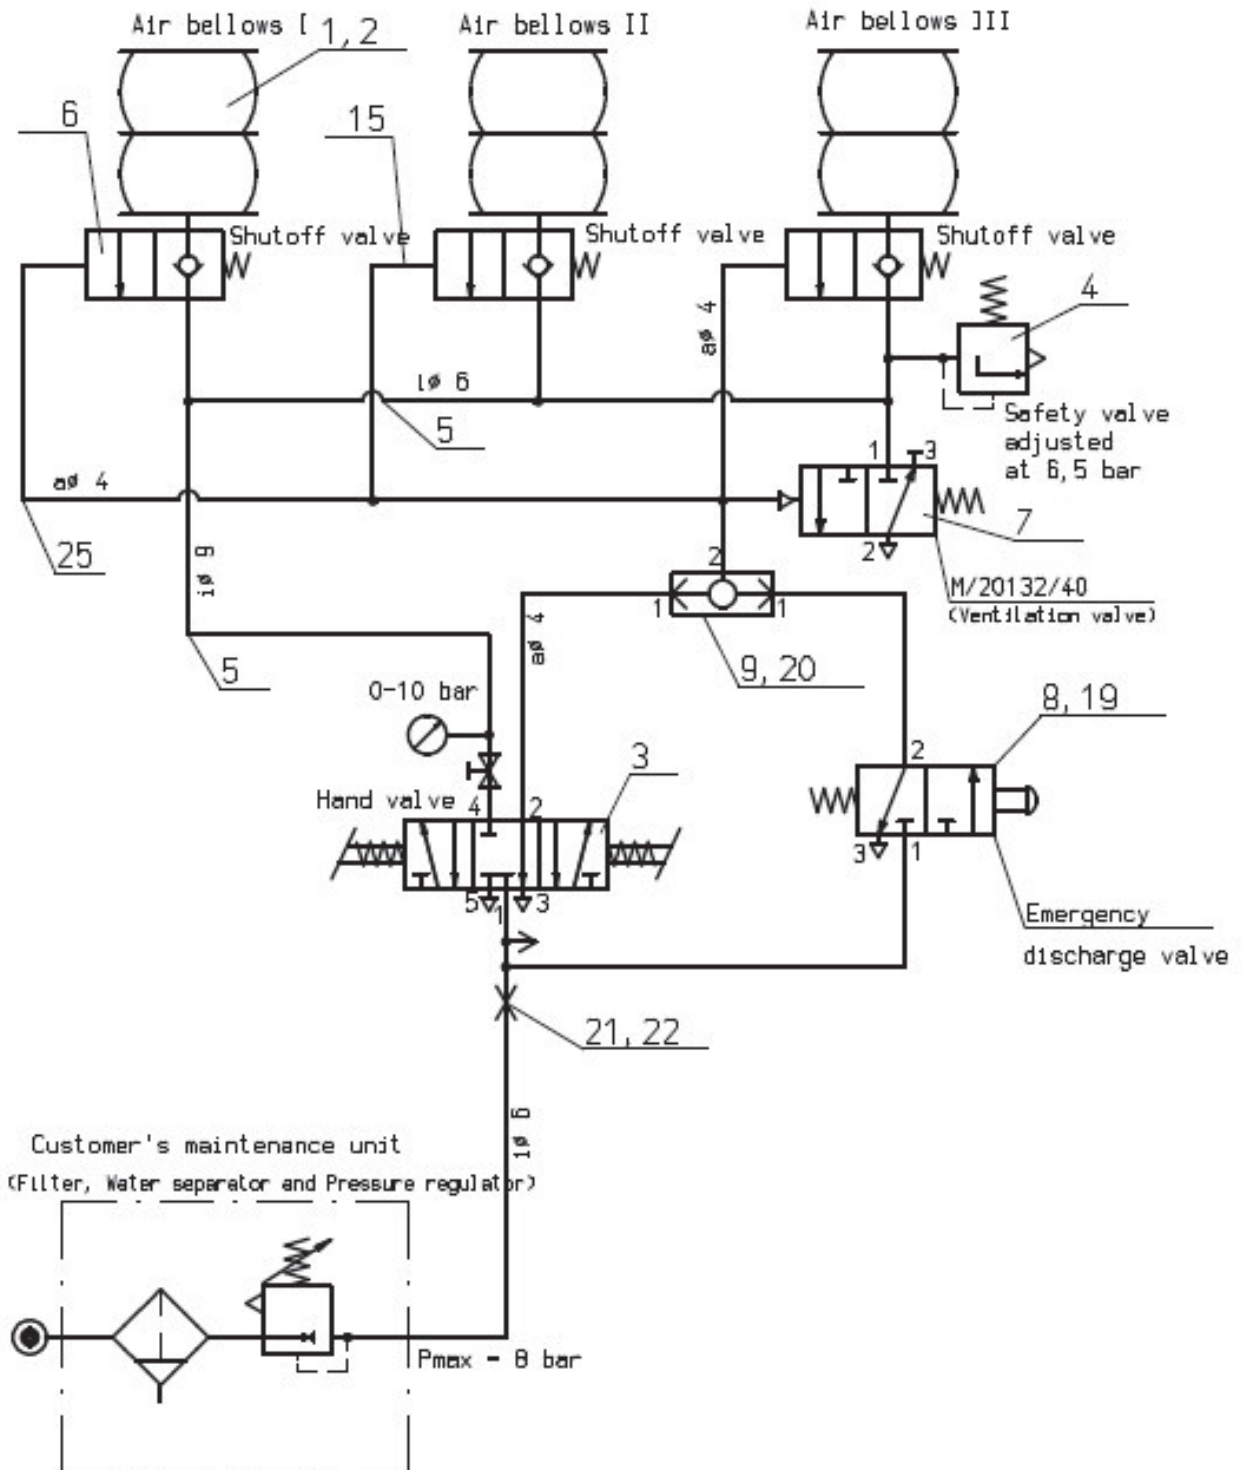 Air bellows I
Air bellows II
Air bellows III
1, 2
6
15
Shutoff valve
Shutoff valve
Shutoff valve
4
aø 4
iø 6
5
Safety valve
adjusted
at 6,5 bar
1
3
aø 4
7
2
25
iø 9
2
M/20132/40
(Ventilation valve)
1
1
aø 4
5
9, 20
0-10 bar
8, 19
2
3
Hand valve
4
2
3
1
5
1
3
Emergency
discharge valve
21, 22
iø 6
Customer's maintenance unit
(Filter, Water separator and Pressure regulator)
Pmax - 8 bar